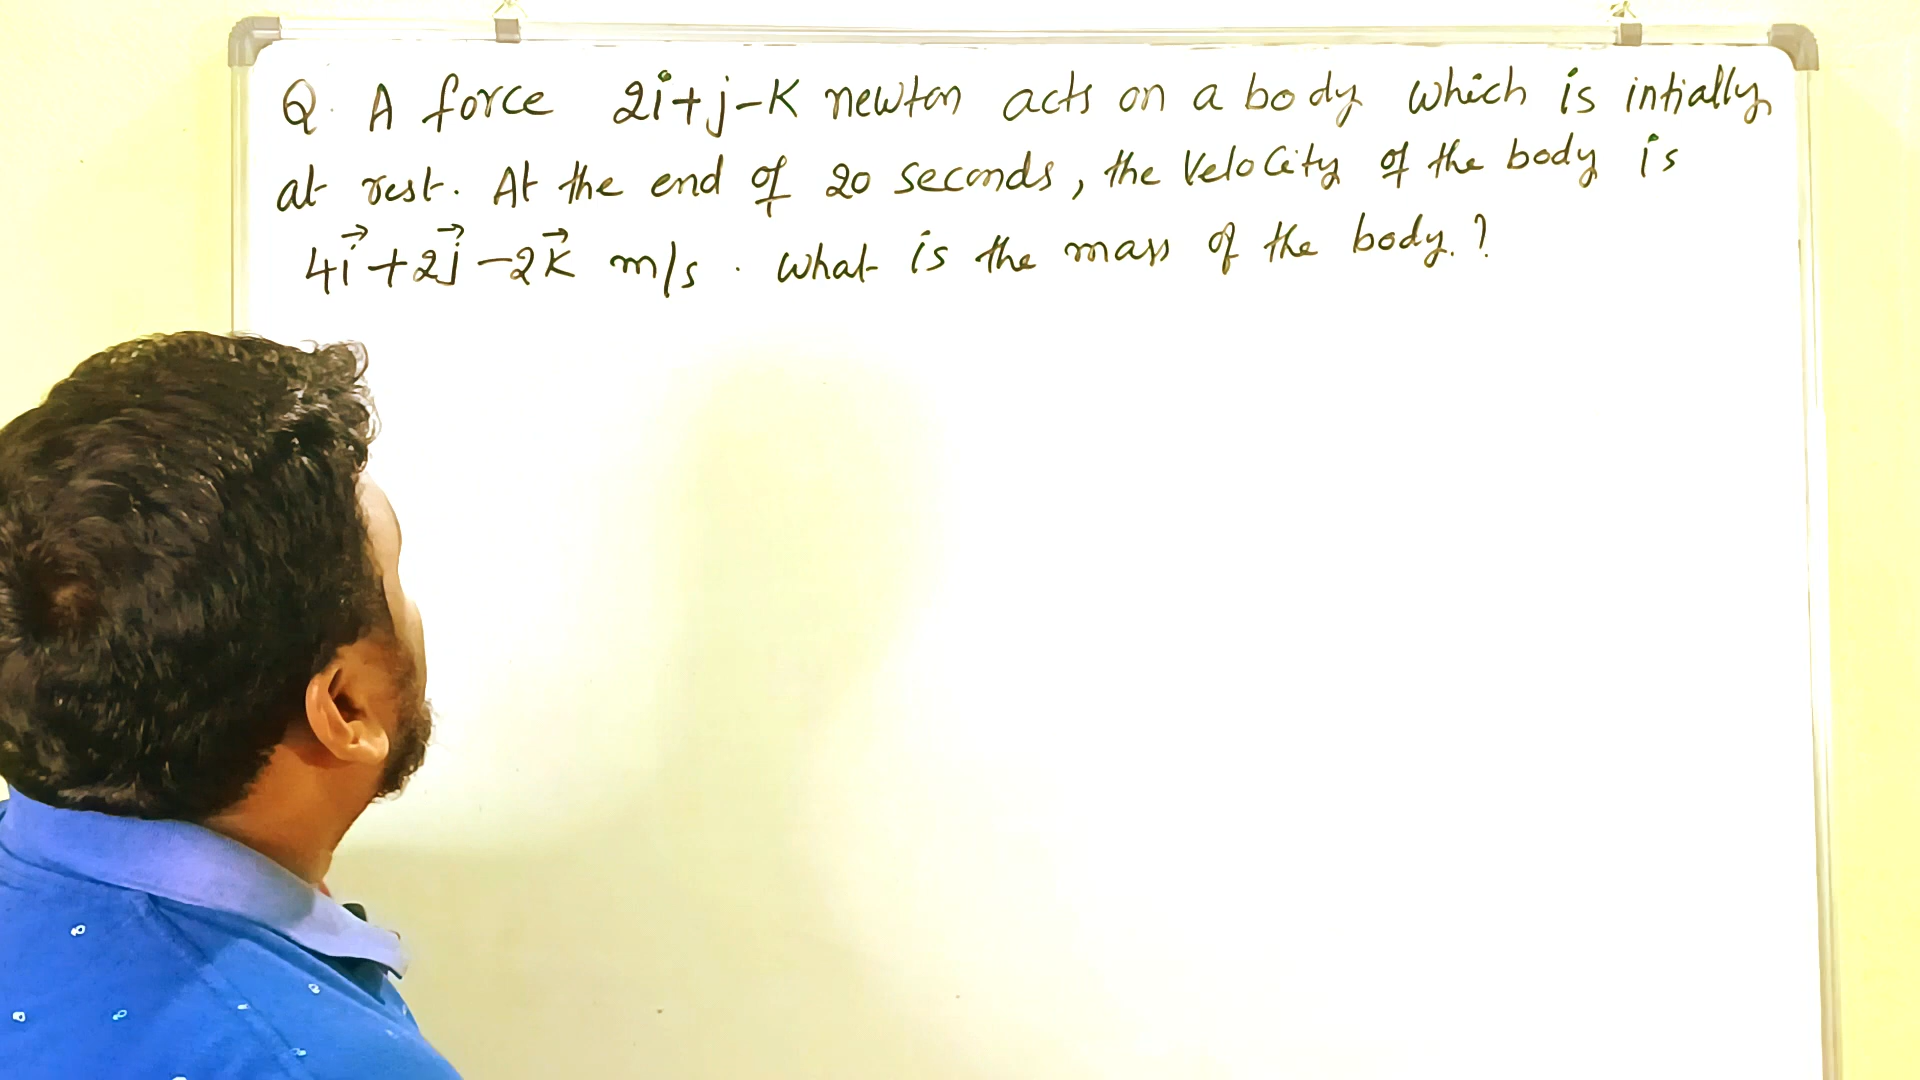 Q. A force 2i+j-K newton acts on a body which is intially
at rest. At the end of 20 seconds, the Velocity of the body is
4i⃗ +2j⃗ -2k⃗ m/s. What is the mass of the body.?